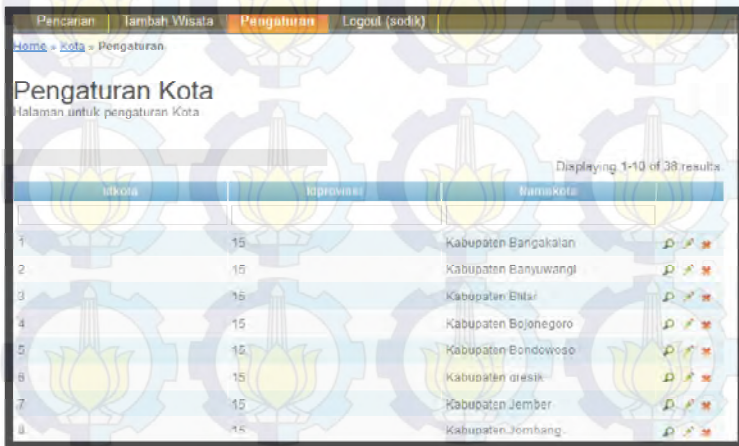 Pencarian Tambah Wisata Pengaturan Logout (sodik)
Home » Kota » Pengaturan
Pengaturan Kota
Halaman untuk pengaturan Kota
Displaying 1-10 of 38 results.
Idkota Idprovinsi Namakota
1 15 Kabupaten Bangakalan
2 15 Kabupaten Banyuwangi
3 15 Kabupaten Blitar
4 15 Kabupaten Bojonegoro
5 15 Kabupaten Bondowoso
6 15 Kabupaten gresik
7 15 Kabupaten Jember
8 15 Kabupaten Jombang